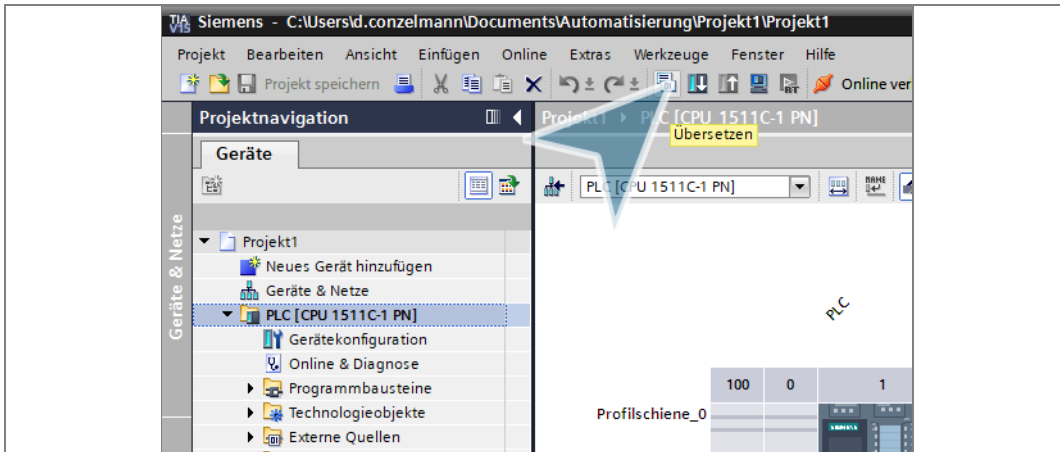 TIA
V15
Siemens - C:\Users\d.conzelmann\Documents\Automatisierung\Projekt1\Projekt1
Projekt Bearbeiten Ansicht Einfügen Online Extras Werkzeuge Fenster Hilfe
Projekt speichern
RT
Online ver
Projektnavigation
Projekt1 ▸ PLC [CPU 1511C-1 PN]
Übersetzen
Geräte
PLC [CPU 1511C-1 PN]
NAME
Geräte & Netze
Projekt1
Neues Gerät hinzufügen
Geräte & Netze
PLC [CPU 1511C-1 PN]
Gerätekonfiguration
Online & Diagnose
Programmbausteine
Technologieobjekte
Externe Quellen
PLC
100 0 1
Profilschiene_0
SIEMENS